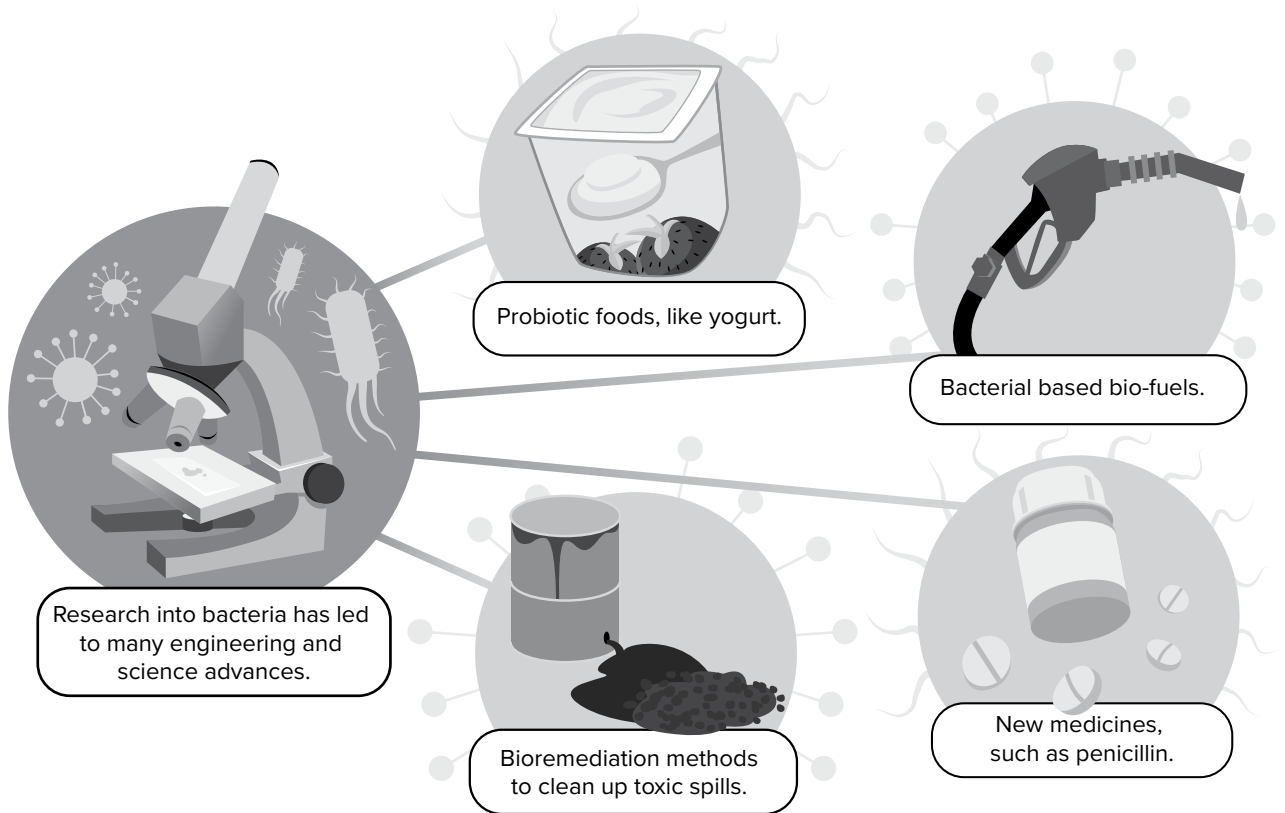 Probiotic foods, like yogurt.
Bacterial based bio-fuels.
Research into bacteria has led
to many engineering and
science advances.
New medicines,
such as penicillin.
Bioremediation methods
to clean up toxic spills.